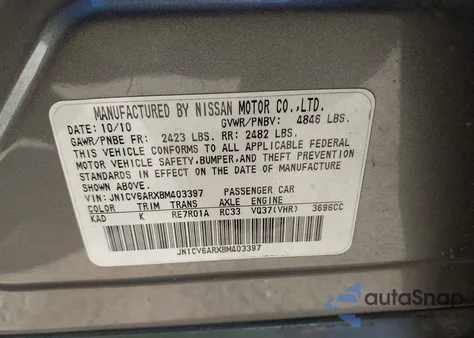 MANUFACTURED BY NISSAN MOTOR CO.,LTD.
DATE: 10/10 GVWR/PNBV: 4846 LBS.
GAWR/PNBE FR: 2423 LBS. RR: 2482 LBS.
THIS VEHICLE CONFORMS TO ALL APPLICABLE FEDERAL
MOTOR VEHICLE SAFETY, BUMPER, AND THEFT PREVENTION
STANDARDS IN EFFECT ON THE DATE OF MANUFACTURE
SHOWN ABOVE.
VIN: JN1CV6ARXBM403397 PASSENGER CAR
COLOR TRIM TRANS AXLE ENGINE
KAD K RE7R01A RC33 VQ37(VHR) 3696CC
JN1CV6ARXBM403397
autoSnap